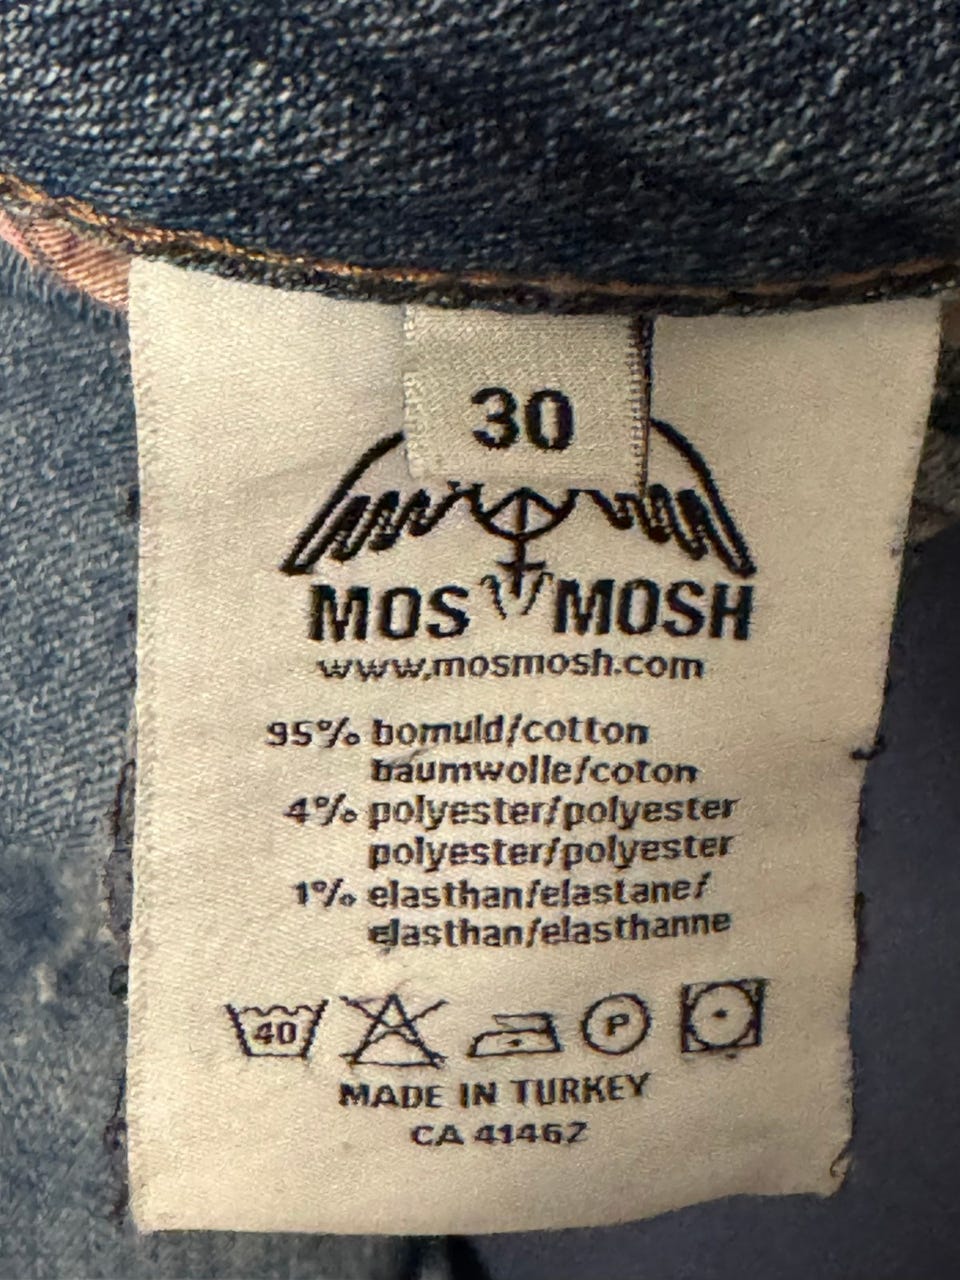 30
MOS MOSH
www.mosmosh.com
95% bomuld/cotton
baumwolle/coton
4% polyester/polyester
polyester/polyester
1% elasthan/elastane/
elasthan/elasthanne
40 P
MADE IN TURKEY
CA 41462